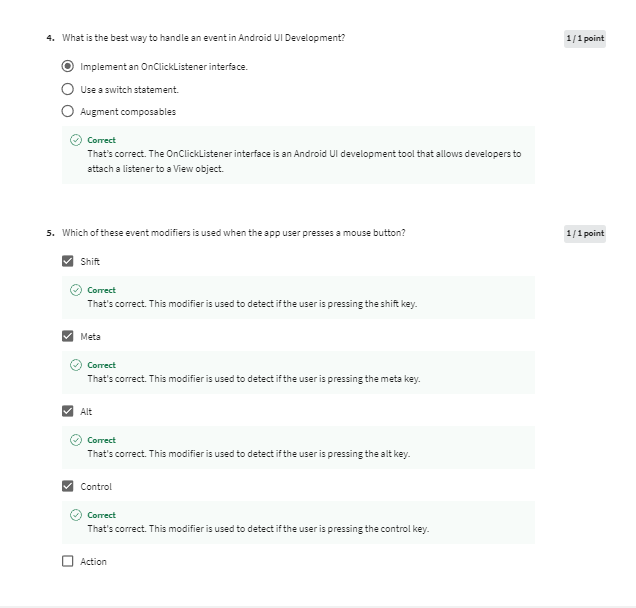 4. What is the best way to handle an event in Android UI Development?
1 / 1 point
Implement an OnClickListener interface.
Use a switch statement.
Augment composables
Correct
That's correct. The OnClickListener interface is an Android UI development tool that allows developers to
attach a listener to a View object.
5. Which of these event modifiers is used when the app user presses a mouse button?
1 / 1 point
Shift
Correct
That's correct. This modifier is used to detect if the user is pressing the shift key.
Meta
Correct
That's correct. This modifier is used to detect if the user is pressing the meta key.
Alt
Correct
That's correct. This modifier is used to detect if the user is pressing the alt key.
Control
Correct
That's correct. This modifier is used to detect if the user is pressing the control key.
Action